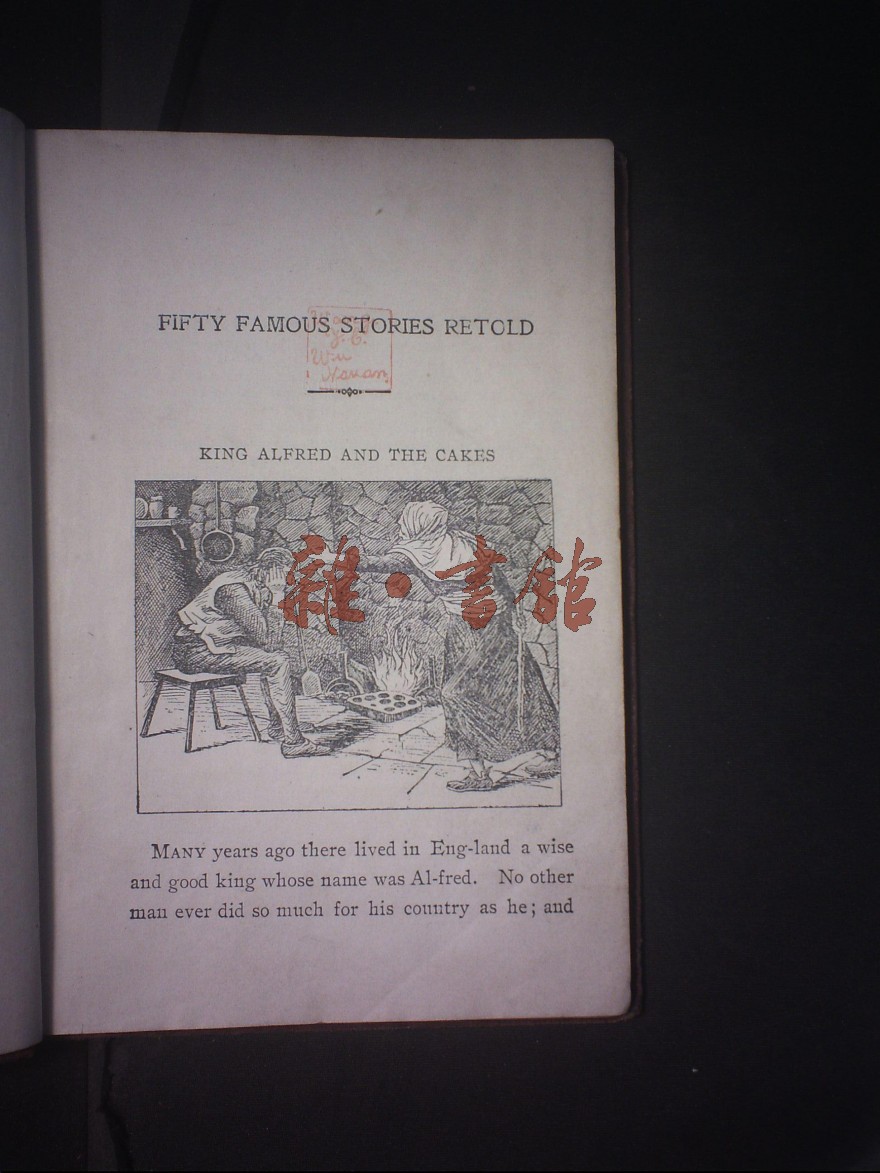 FIFTY FAMOUS STORIES RETOLD
Wu
KING ALFRED AND THE CAKES
雜·書館
MANY years ago there lived in Eng-land a wise
and good king whose name was Al-fred. No other
man ever did so much for his country as he; and